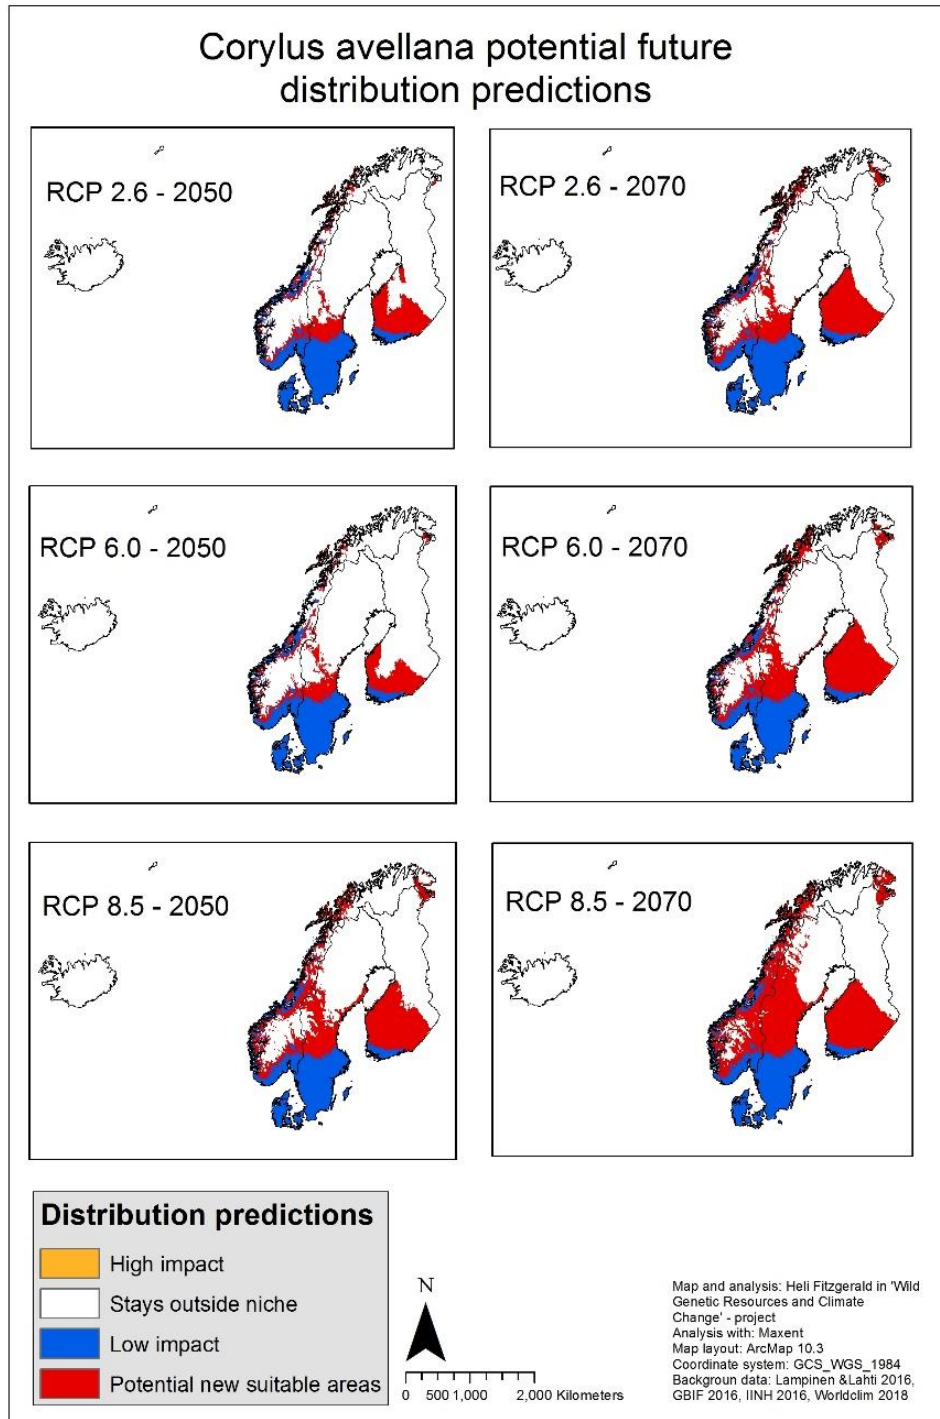 Corylus avellana potential future
distribution predictions
RCP 2.6 - 2050
RCP 2.6 - 2070
RCP 6.0 - 2050
RCP 6.0 - 2070
RCP 8.5 - 2050
RCP 8.5 - 2070
Distribution predictions
High impact
Stays outside niche
Low impact
Potential new suitable areas
N
0 500 1,000 2,000 Kilometers
Map and analysis: Heli Fitzgerald in 'Wild
Genetic Resources and Climate
Change' - project
Analysis with: Maxent
Map layout: ArcMap 10.3
Coordinate system: GCS_WGS_1984
Backgroun data: Lampinen &Lahti 2016,
GBIF 2016, IINH 2016, Worldclim 2018